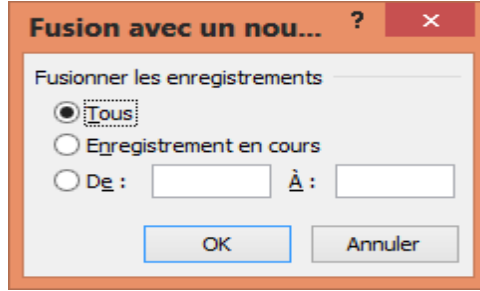 Fusion avec un nou... ? ×
Fusionner les enregistrements
Tous
Enregistrement en cours
De : À :
OK Annuler